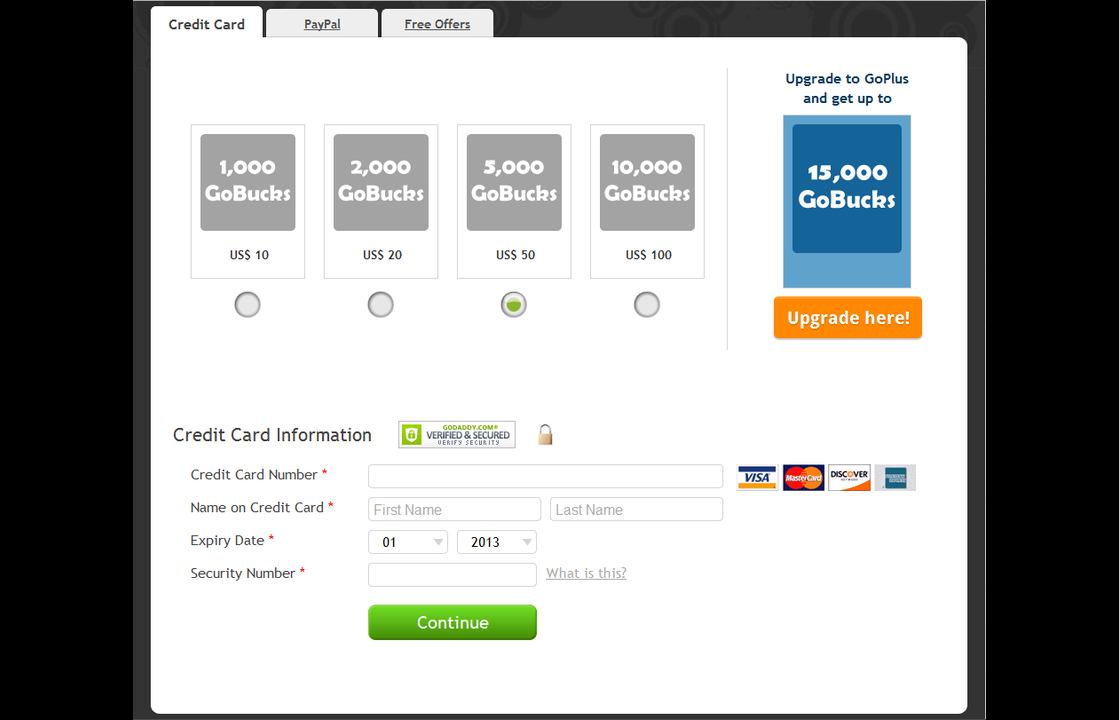 Credit Card
PayPal
Free Offers
Upgrade to GoPlus
and get up to
1,000
GoBucks
US$ 10
2,000
GoBucks
US$ 20
5,000
GoBucks
US$ 50
10,000
GoBucks
US$ 100
15,000
GoBucks
Upgrade here!
Credit Card Information
GODADDY.COM®
VERIFIED & SECURED
VERIFY SECURITY
Credit Card Number *
VISA
MasterCard
DISCOVER
Name on Credit Card *
First Name
Last Name
Expiry Date *
01
2013
Security Number *
What is this?
Continue